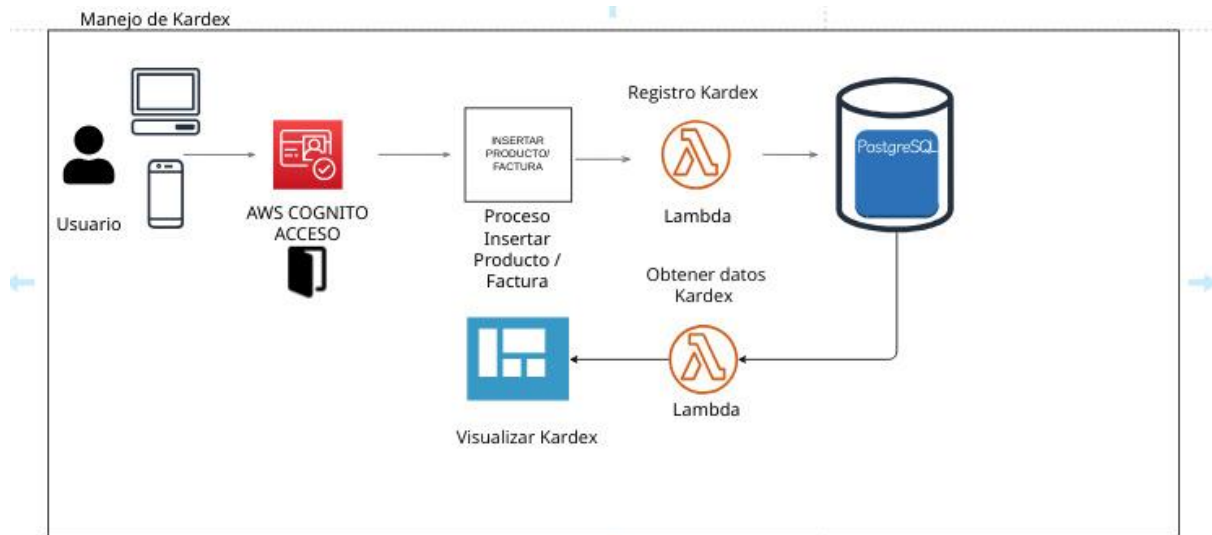 Manejo de Kardex
Usuario
AWS COGNITO
ACCESO
INSERTAR
PRODUCTO/
FACTURA
Proceso
Insertar
Producto /
Factura
Registro Kardex
Lambda
PostgreSQL
Obtener datos
Kardex
Lambda
Visualizar Kardex